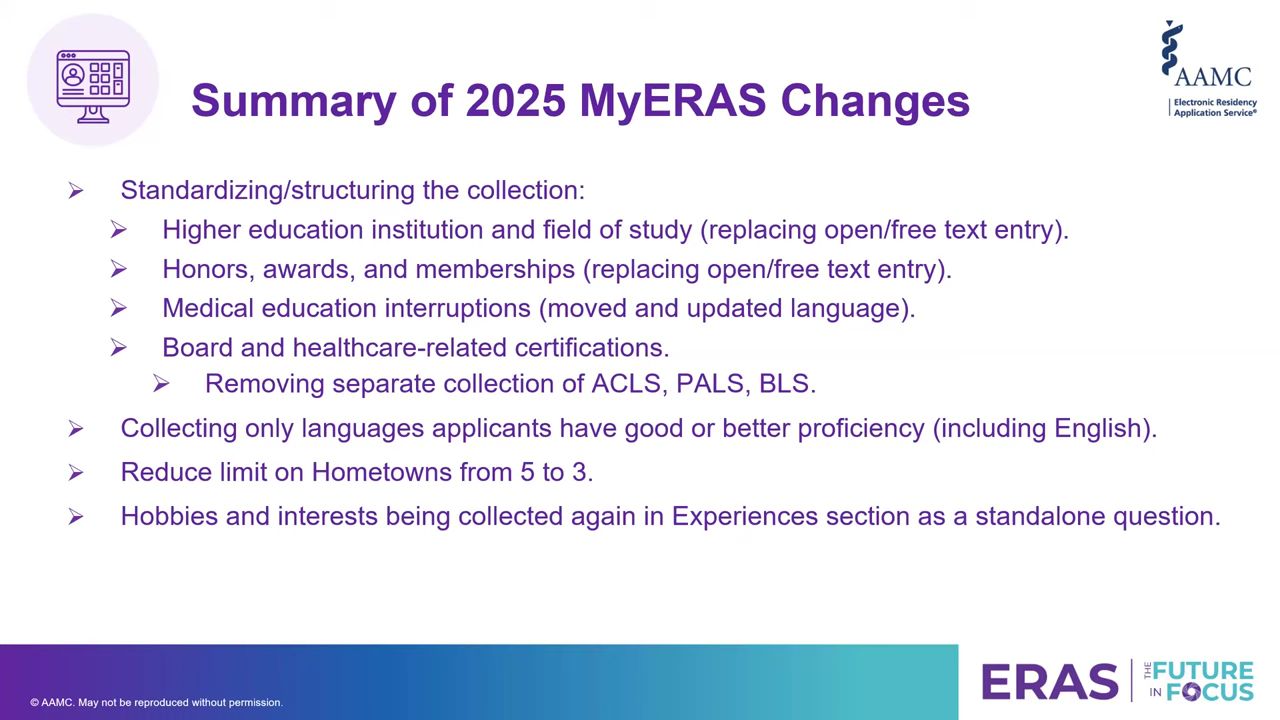 Summary of 2025 MyERAS Changes
AAMC
Electronic Residency
Application Service®
Standardizing/structuring the collection:
Higher education institution and field of study (replacing open/free text entry).
Honors, awards, and memberships (replacing open/free text entry).
Medical education interruptions (moved and updated language).
Board and healthcare-related certifications.
Removing separate collection of ACLS, PALS, BLS.
Collecting only languages applicants have good or better proficiency (including English).
Reduce limit on Hometowns from 5 to 3.
Hobbies and interests being collected again in Experiences section as a standalone question.
© AAMC. May not be reproduced without permission.
ERAS
THE FUTURE
IN FOCUS